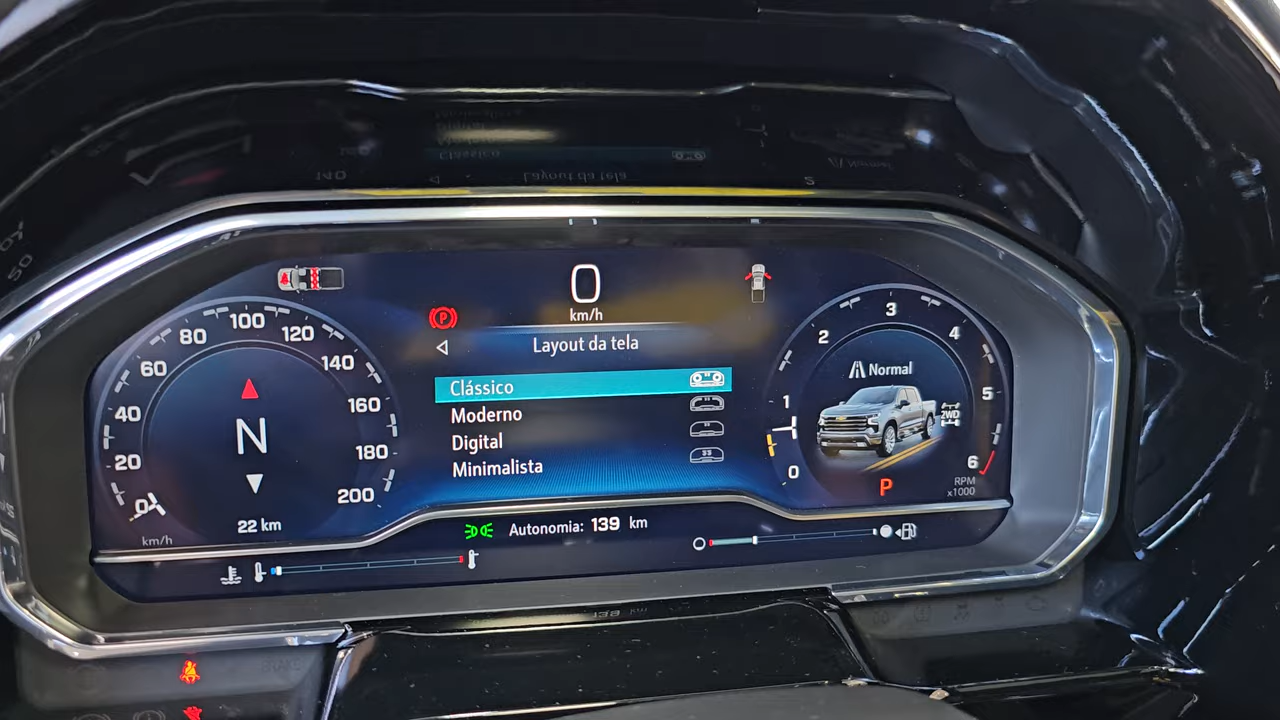 0
km/h
Layout da tela
Clássico
Moderno
Digital
Minimalista
0
20
40
60
80
100
120
140
160
180
200
km/h
N
22 km
P
Autonomia: 139 km
0
1
2
3
4
5
6
RPM
x1000
Normal
2WD
P